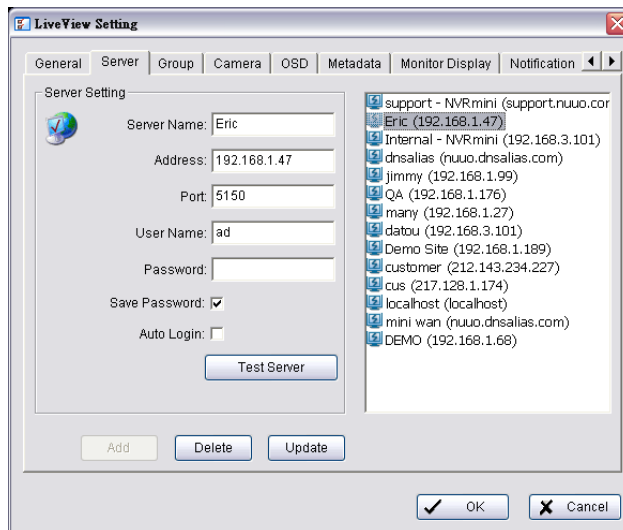 LiveView Setting
General Server Group Camera OSD Metadata Monitor Display Notification
Server Setting
Server Name: Eric
Address: 192.168.1.47
Port: 5150
User Name: ad
Password:
Save Password:
Auto Login:
Test Server
Add Delete Update
support - NVRmini (support.nuuo.cor
Eric (192.168.1.47)
Internal - NVRmini (192.168.3.101)
dnsalias (nuuo.dnsalias.com)
jimmy (192.168.1.99)
QA (192.168.1.176)
many (192.168.1.27)
datou (192.168.3.101)
Demo Site (192.168.1.189)
customer (212.143.234.227)
cus (217.128.1.174)
localhost (localhost)
mini wan (nuuo.dnsalias.com)
DEMO (192.168.1.68)
OK Cancel